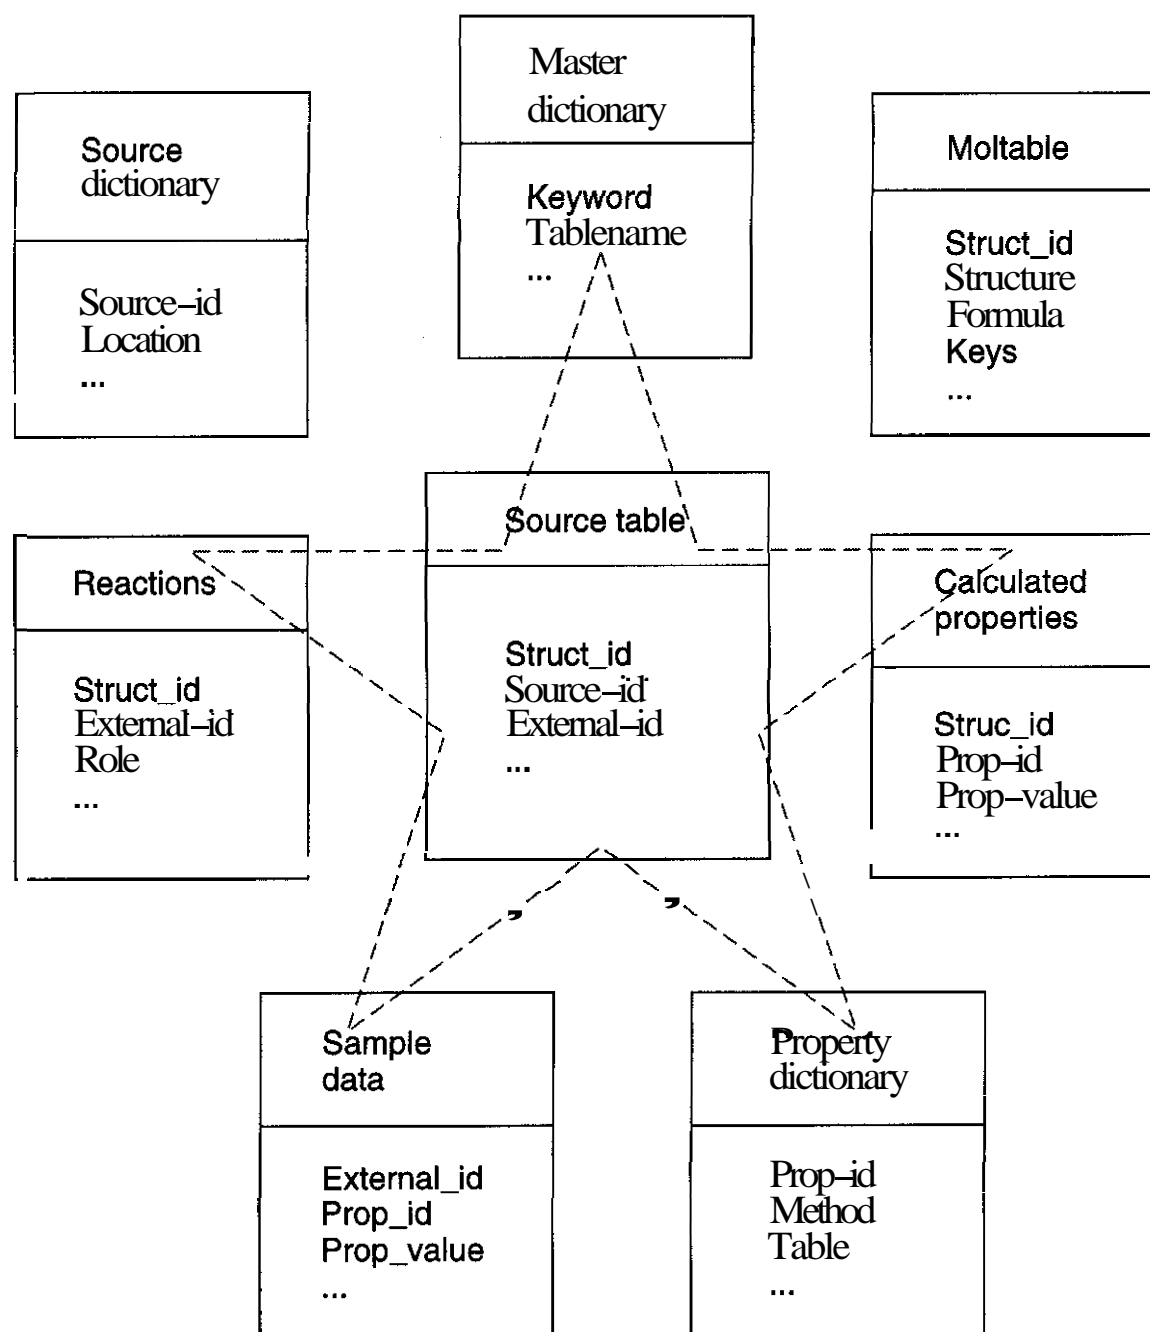 Master
dictionary
Keyword
Tablename
...
Source
dictionary
Source–id
Location
...
Moltable
Struct_id
Structure
Formula
Keys
...
Source table
Struct_id
Source–id
External–id
...
Reactions
Struct_id
External–id
Role
...
Calculated
properties
Struc_id
Prop–id
Prop–value
...
Sample
data
External_id
Prop_id
Prop_value
...
Property
dictionary
Prop–id
Method
Table
...